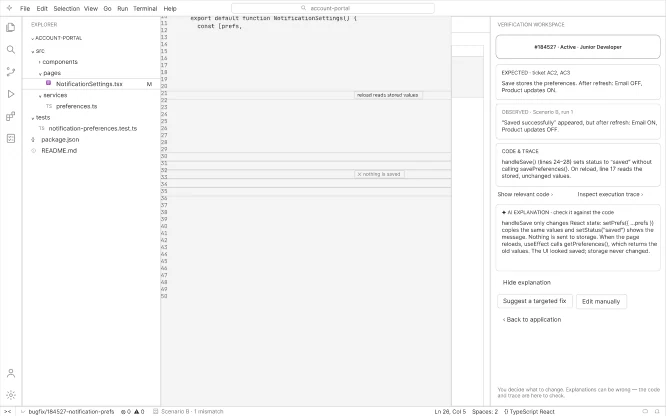 File Edit Selection View Go Run Terminal Help
account-portal
EXPLORER
ACCOUNT-PORTAL
src
components
pages
NotificationSettings.tsx M
services
TS preferences.ts
tests
TS notification-preferences.test.ts
{} package.json
README.md
10 export default function NotificationSettings() {
11 const [prefs,
12
13
14
15
16
17
18
19
20
21 reload reads stored values
22
23
24
25
26
27
28
29
30
31
32
33 × nothing is saved
34
35
36
37
38
39
40
41
42
43
44
45
46
47
48
49
50
VERIFICATION WORKSPACE
#184527 · Active · Junior Developer
EXPECTED · ticket AC2, AC3
Save stores the preferences. After refresh: Email OFF,
Product updates ON.
OBSERVED · Scenario B, run 1
"Saved successfully" appeared, but after refresh: Email ON,
Product updates OFF.
CODE & TRACE
handleSave() (lines 24–28) sets status to "saved" without
calling savePreferences(). On reload, line 17 reads the
stored, unchanged values.
Show relevant code ›
Inspect execution trace ›
✦ AI EXPLANATION · check it against the code
handleSave only changes React state: setPrefs({ ...prefs })
copies the same values and setStatus("saved") shows the
message. Nothing is sent to storage. When the page
reloads, useEffect calls getPreferences(), which returns the
old values. The UI looked saved; storage never changed.
Hide explanation
Suggest a targeted fix
Edit manually
‹ Back to application
You decide what to change. Explanations can be wrong — the code
and trace are here to check.
bugfix/184527-notification-prefs 0 0 Scenario B · 1 mismatch
Ln 26, Col 5 Spaces: 2 {} TypeScript React